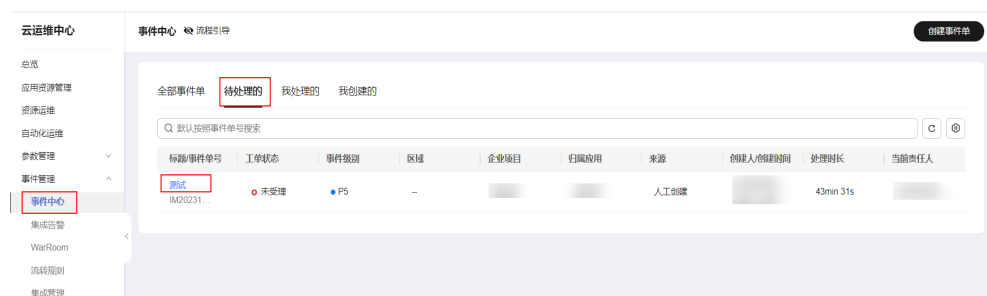 云运维中心
事件中心 流程引导
创建事件单
总览
应用资源管理
资源运维
自动化运维
参数管理
事件管理
事件中心
集成告警
WarRoom
流转规则
集成管理
全部事件单 待处理的 我处理的 我创建的
默认按照事件单号搜索
标题/事件单号 工单状态 事件级别 区域 企业项目 归属应用 来源 创建人/创建时间 处理时长 当前责任人
测试 未受理 P5 -- 人工创建 43min 31s
IM20231...